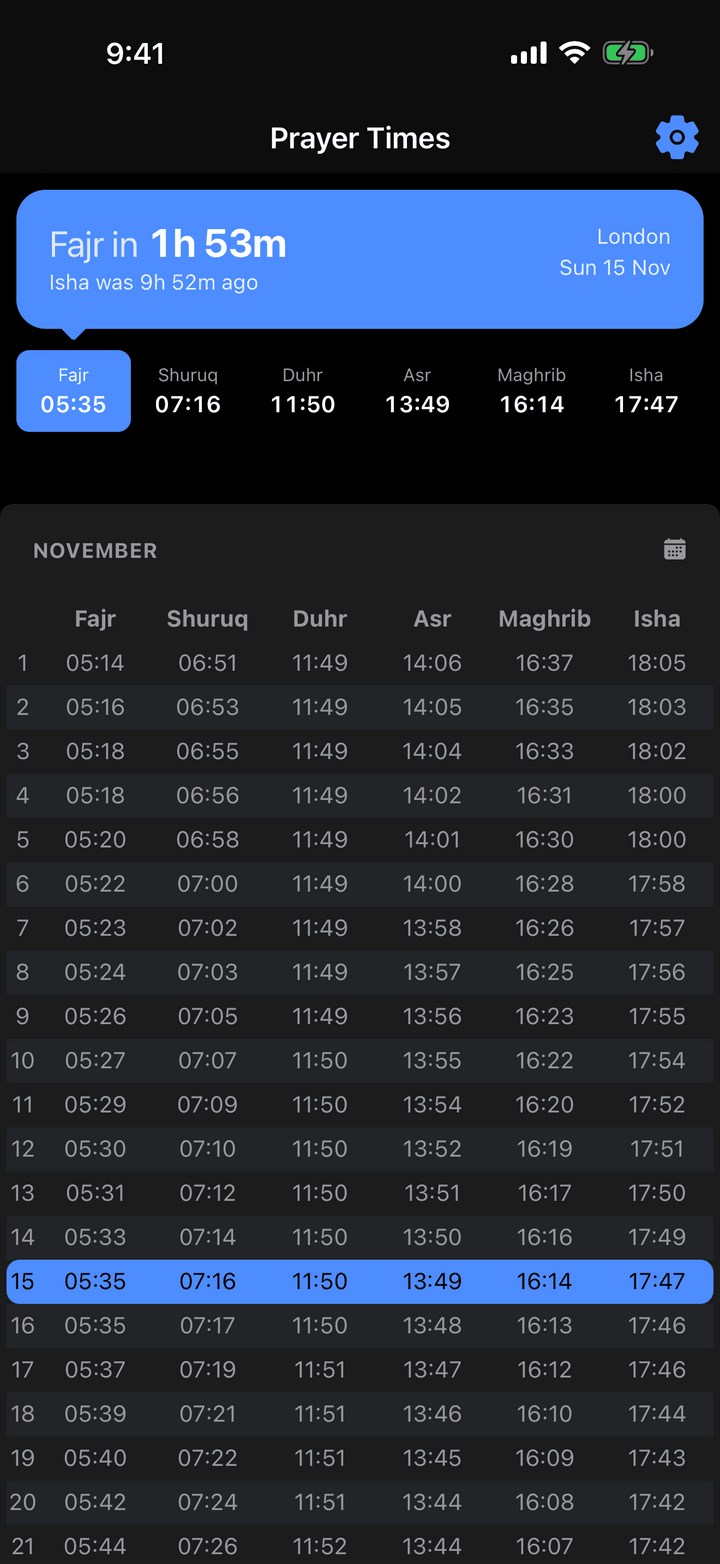 9:41
Prayer Times
Fajr in 1h 53m
Isha was 9h 52m ago
London
Sun 15 Nov
Fajr Shuruq Duhr Asr Maghrib Isha
05:35 07:16 11:50 13:49 16:14 17:47
NOVEMBER
Fajr Shuruq Duhr Asr Maghrib Isha
1 05:14 06:51 11:49 14:06 16:37 18:05
2 05:16 06:53 11:49 14:05 16:35 18:03
3 05:18 06:55 11:49 14:04 16:33 18:02
4 05:18 06:56 11:49 14:02 16:31 18:00
5 05:20 06:58 11:49 14:01 16:30 18:00
6 05:22 07:00 11:49 14:00 16:28 17:58
7 05:23 07:02 11:49 13:58 16:26 17:57
8 05:24 07:03 11:49 13:57 16:25 17:56
9 05:26 07:05 11:49 13:56 16:23 17:55
10 05:27 07:07 11:50 13:55 16:22 17:54
11 05:29 07:09 11:50 13:54 16:20 17:52
12 05:30 07:10 11:50 13:52 16:19 17:51
13 05:31 07:12 11:50 13:51 16:17 17:50
14 05:33 07:14 11:50 13:50 16:16 17:49
15 05:35 07:16 11:50 13:49 16:14 17:47
16 05:35 07:17 11:50 13:48 16:13 17:46
17 05:37 07:19 11:51 13:47 16:12 17:46
18 05:39 07:21 11:51 13:46 16:10 17:44
19 05:40 07:22 11:51 13:45 16:09 17:43
20 05:42 07:24 11:51 13:44 16:08 17:42
21 05:44 07:26 11:52 13:44 16:07 17:42